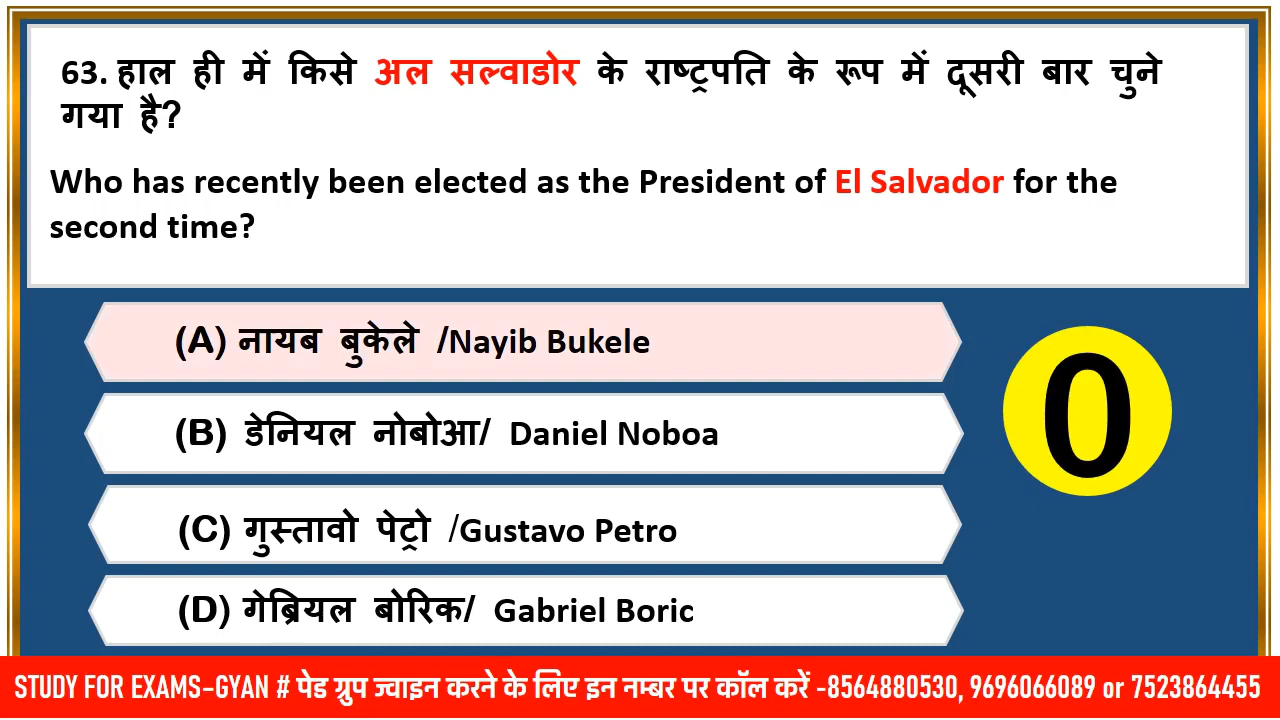 63. हाल ही में किसे अल सल्वाडोर के राष्ट्रपति के रूप में दूसरी बार चुने
गया है?
Who has recently been elected as the President of El Salvador for the
second time?
(A) नायब बुकेले /Nayib Bukele
(B) डेनियल नोबोआ/ Daniel Noboa
(C) गुस्तावो पेट्रो /Gustavo Petro
(D) गेब्रियल बोरिक/ Gabriel Boric
0
STUDY FOR EXAMS-GYAN # पेड ग्रुप ज्वाइन करने के लिए इन नम्बर पर कॉल करें -8564880530, 9696066089 or 7523864455